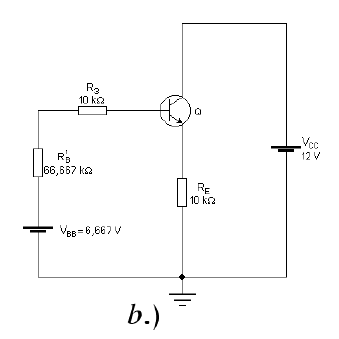 R3
10 kΩ
Q
R'B
66,667 kΩ
VCC
12 V
RE
10 kΩ
VBB = 6,667 V
b.)